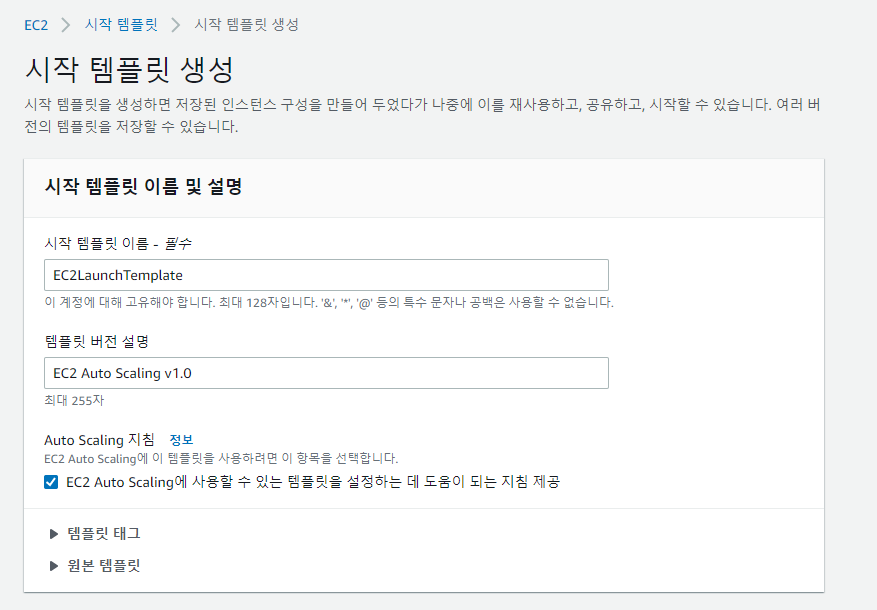 EC2 > 시작 템플릿 > 시작 템플릿 생성
시작 템플릿 생성
시작 템플릿을 생성하면 저장된 인스턴스 구성을 만들어 두었다가 나중에 이를 재사용하고, 공유하고, 시작할 수 있습니다. 여러 버
전의 템플릿을 저장할 수 있습니다.
시작 템플릿 이름 및 설명
시작 템플릿 이름 - 필수
EC2LaunchTemplate
이 계정에 대해 고유해야 합니다. 최대 128자입니다. '&', '*', '@' 등의 특수 문자나 공백은 사용할 수 없습니다.
템플릿 버전 설명
EC2 Auto Scaling v1.0
최대 255자
Auto Scaling 지침 정보
EC2 Auto Scaling에 이 템플릿을 사용하려면 이 항목을 선택합니다.
EC2 Auto Scaling에 사용할 수 있는 템플릿을 설정하는 데 도움이 되는 지침 제공
템플릿 태그
원본 템플릿